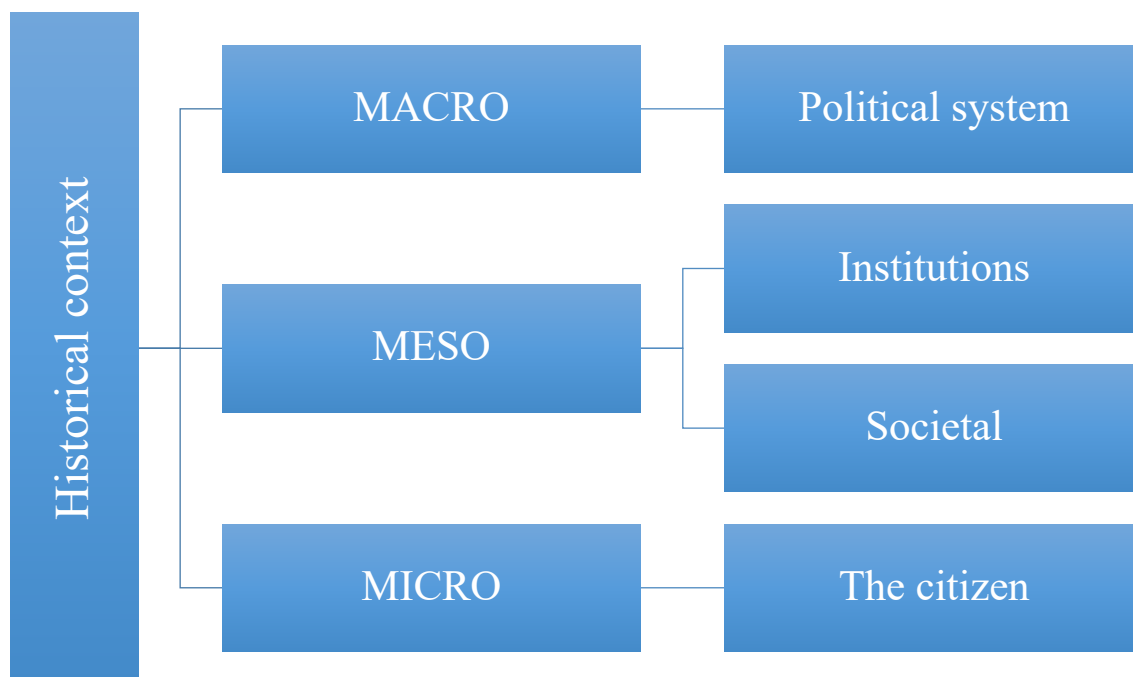 Historical context
MACRO
Political system
MESO
Institutions
Societal
MICRO
The citizen